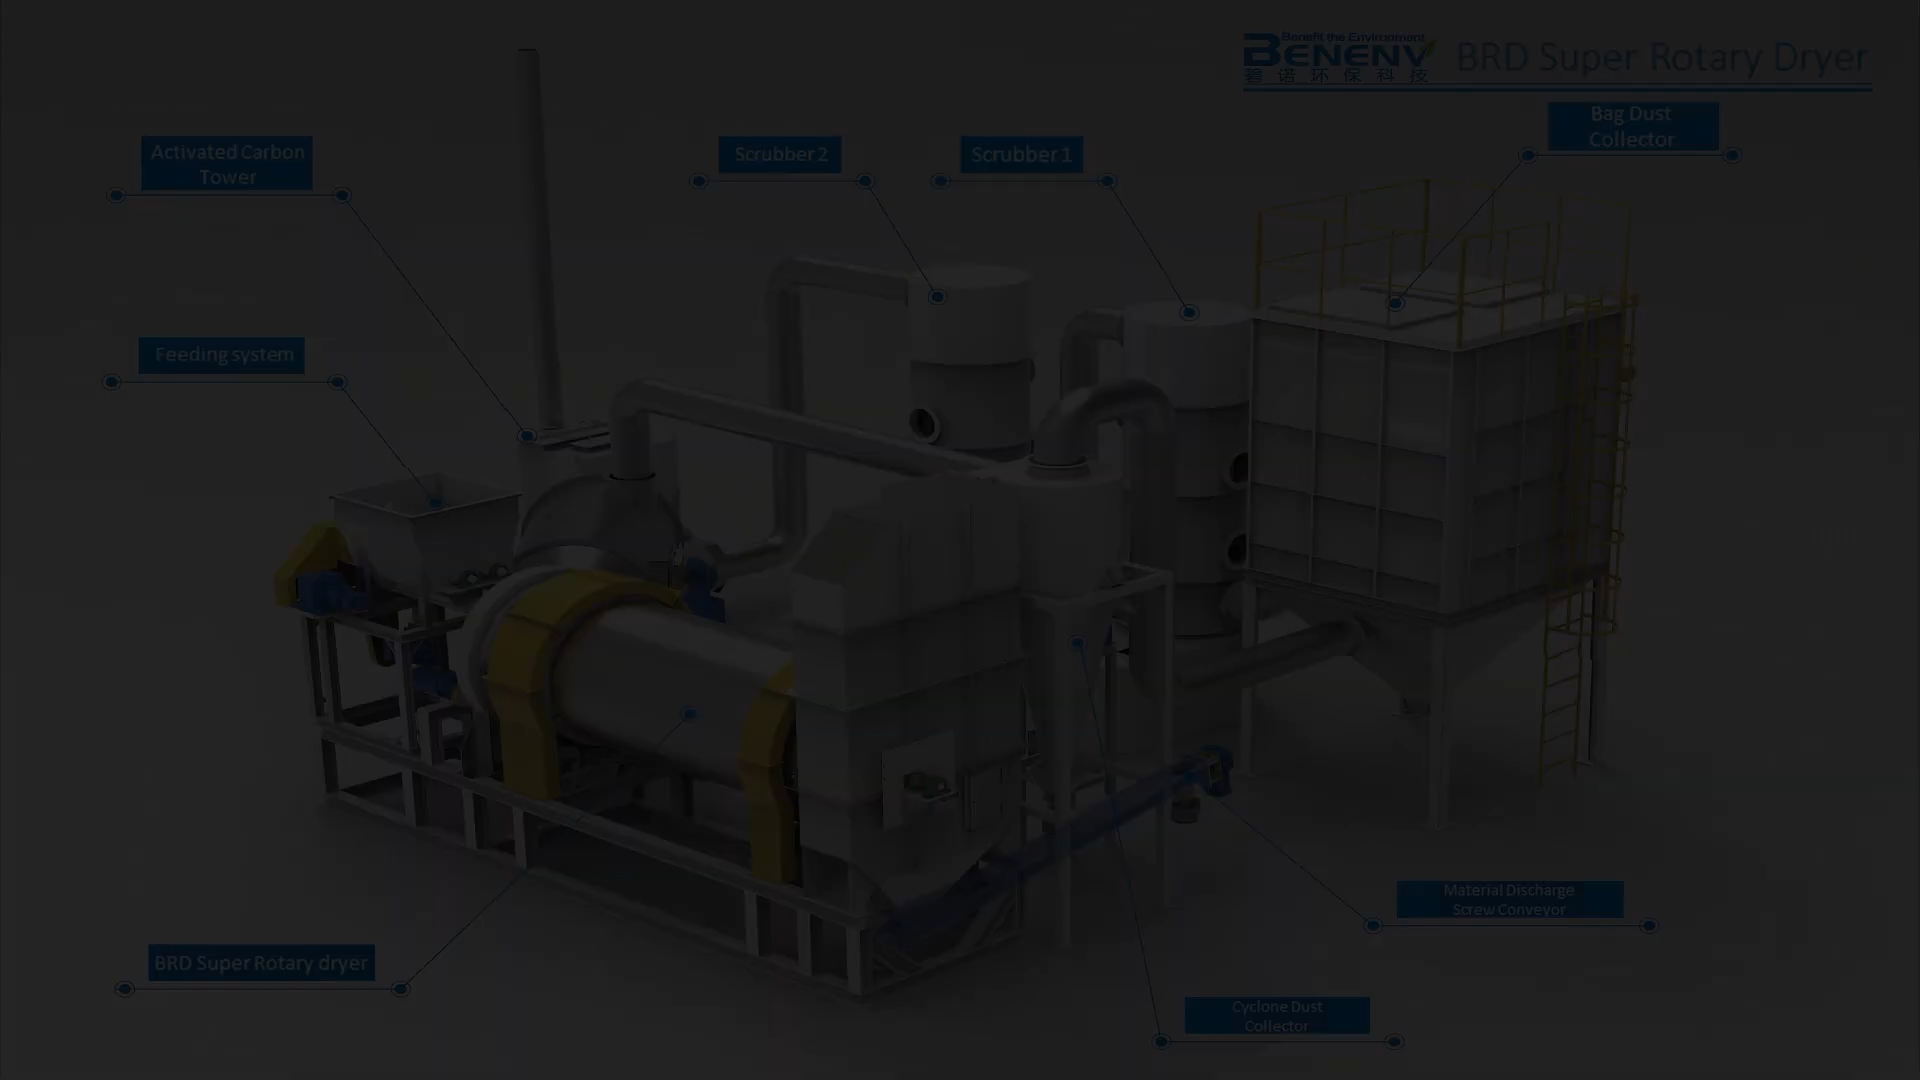 Benefit the Environment
BENENV
碧诺环保科技
BRD Super Rotary Dryer
Bag Dust
Collector
Activated Carbon
Tower
Scrubber 2
Scrubber 1
Feeding system
Material Discharge
Screw Conveyor
BRD Super Rotary dryer
Cyclone Dust
Collector